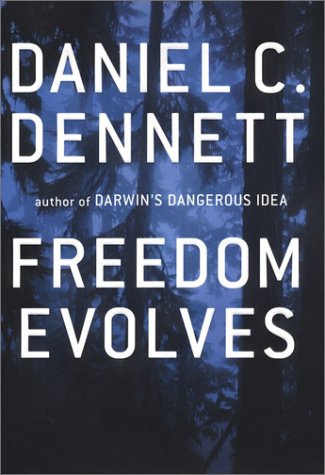 DANIEL C.
DENNETT
author of DARWIN'S DANGEROUS IDEA
FREEDOM
EVOLVES